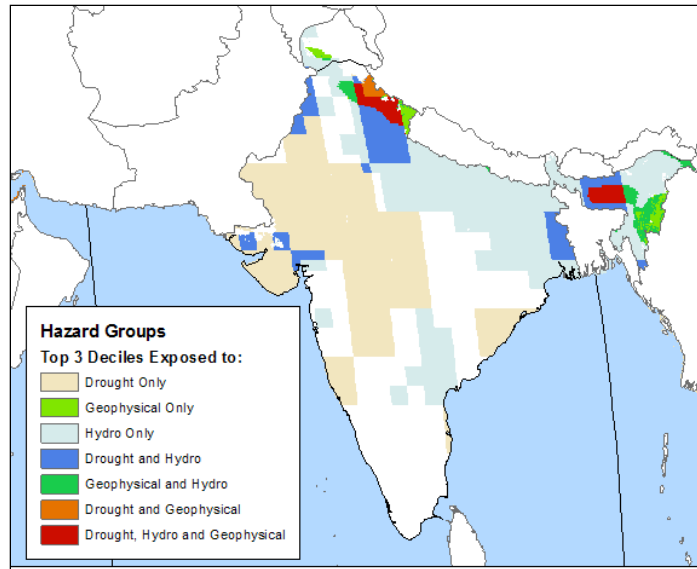 Hazard Groups
Top 3 Deciles Exposed to:
Drought Only
Geophysical Only
Hydro Only
Drought and Hydro
Geophysical and Hydro
Drought and Geophysical
Drought, Hydro and Geophysical